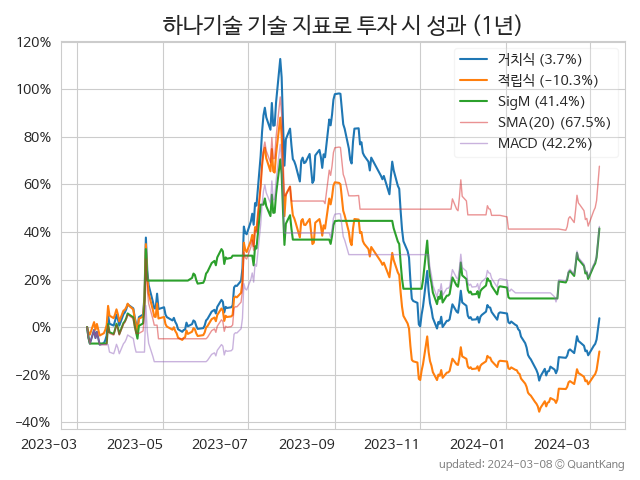 하나기술 기술 지표로 투자 시 성과 (1년)
120%
100%
80%
60%
40%
20%
0%
−20%
−40%
거치식 (3.7%)
적립식 (−10.3%)
SigM (41.4%)
SMA(20) (67.5%)
MACD (42.2%)
2023-03
2023-05
2023-07
2023-09
2023-11
2024-01
2024-03
updated: 2024-03-08 © QuantKang